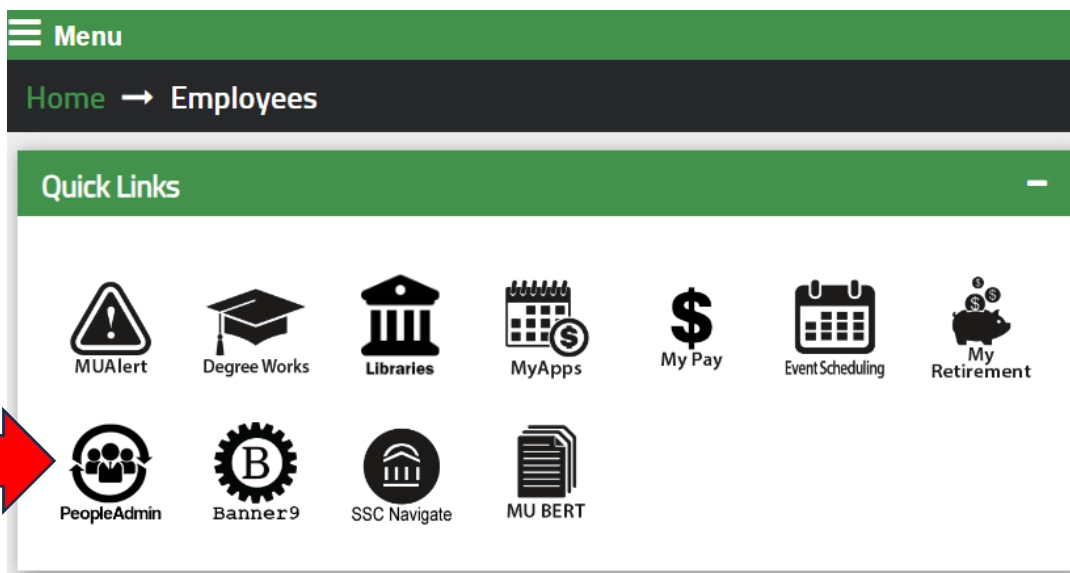 Menu
Home → Employees
Quick Links
MUAlert
Degree Works
Libraries
$
MyApps
$
My Pay
Event Scheduling
$
$
$
My
Retirement
PeopleAdmin
B
Banner9
SSC Navigate
MU BERT